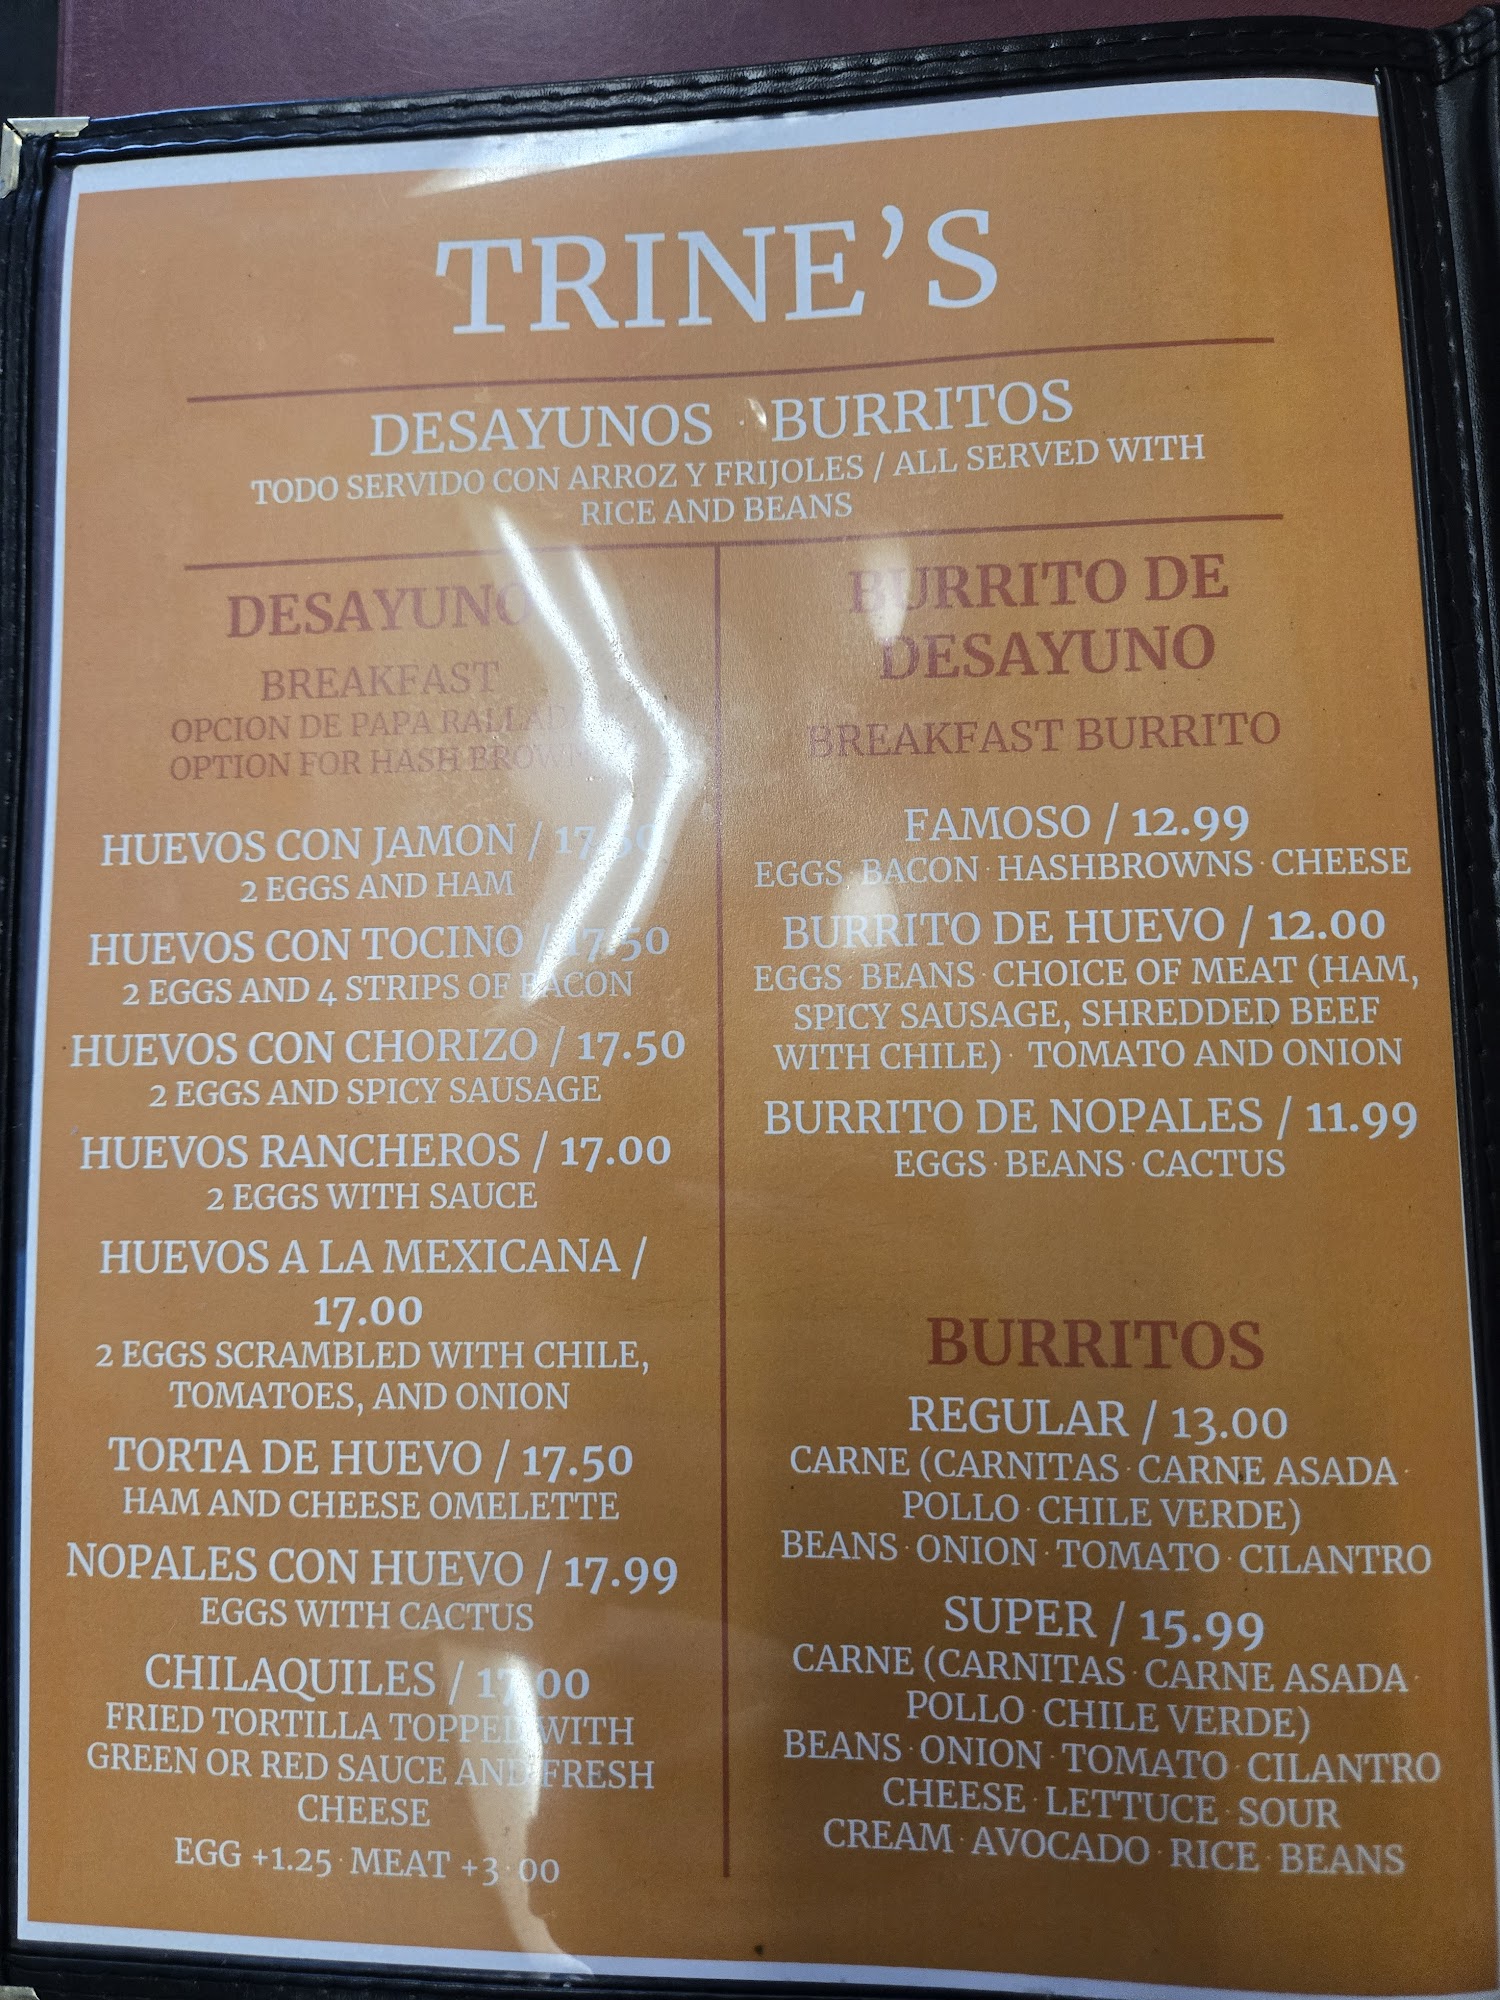 TRINE'S
DESAYUNOS · BURRITOS
TODO SERVIDO CON ARROZ Y FRIJOLES / ALL SERVED WITH
RICE AND BEANS
DESAYUNO
BREAKFAST
OPCION DE PAPA RALLADA
OPTION FOR HASH BROWN
HUEVOS CON JAMON / 17.50
2 EGGS AND HAM
HUEVOS CON TOCINO / 17.50
2 EGGS AND 4 STRIPS OF BACON
HUEVOS CON CHORIZO / 17.50
2 EGGS AND SPICY SAUSAGE
HUEVOS RANCHEROS / 17.00
2 EGGS WITH SAUCE
HUEVOS A LA MEXICANA /
17.00
2 EGGS SCRAMBLED WITH CHILE,
TOMATOES, AND ONION
TORTA DE HUEVO / 17.50
HAM AND CHEESE OMELETTE
NOPALES CON HUEVO / 17.99
EGGS WITH CACTUS
CHILAQUILES / 17.00
FRIED TORTILLA TOPPED WITH
GREEN OR RED SAUCE AND FRESH
CHEESE
EGG +1.25 · MEAT +3.00
BURRITO DE
DESAYUNO
BREAKFAST BURRITO
FAMOSO / 12.99
EGGS · BACON · HASHBROWNS · CHEESE
BURRITO DE HUEVO / 12.00
EGGS · BEANS · CHOICE OF MEAT (HAM,
SPICY SAUSAGE, SHREDDED BEEF
WITH CHILE) · TOMATO AND ONION
BURRITO DE NOPALES / 11.99
EGGS · BEANS · CACTUS
BURRITOS
REGULAR / 13.00
CARNE (CARNITAS · CARNE ASADA ·
POLLO · CHILE VERDE)
BEANS · ONION · TOMATO · CILANTRO
SUPER / 15.99
CARNE (CARNITAS · CARNE ASADA ·
POLLO · CHILE VERDE)
BEANS · ONION · TOMATO · CILANTRO
CHEESE · LETTUCE · SOUR
CREAM · AVOCADO · RICE · BEANS